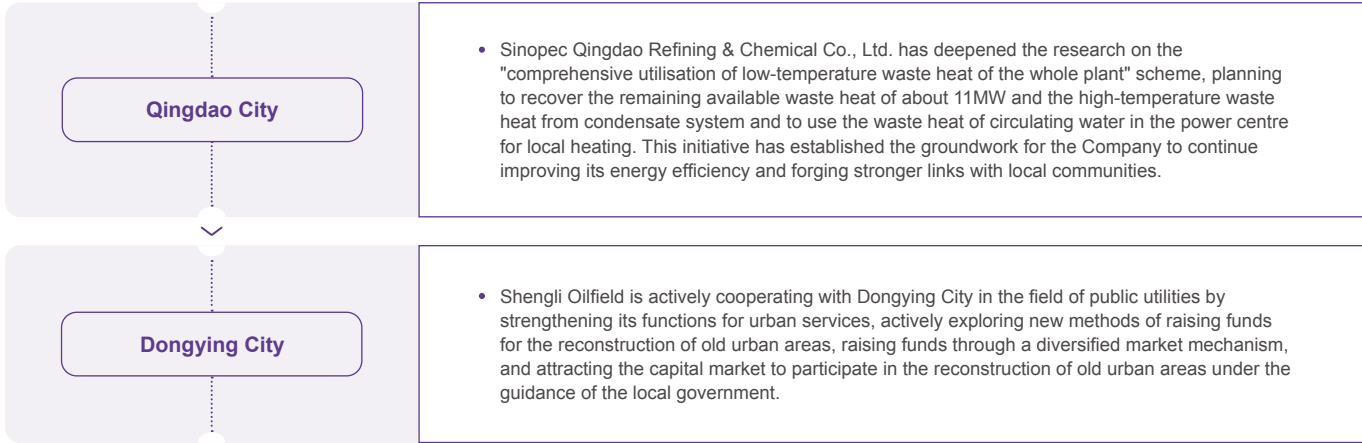 Qingdao City
• Sinopec Qingdao Refining & Chemical Co., Ltd. has deepened the research on the
"comprehensive utilisation of low-temperature waste heat of the whole plant" scheme, planning
to recover the remaining available waste heat of about 11MW and the high-temperature waste
heat from condensate system and to use the waste heat of circulating water in the power centre
for local heating. This initiative has established the groundwork for the Company to continue
improving its energy efficiency and forging stronger links with local communities.
Dongying City
• Shengli Oilfield is actively cooperating with Dongying City in the field of public utilities by
strengthening its functions for urban services, actively exploring new methods of raising funds
for the reconstruction of old urban areas, raising funds through a diversified market mechanism,
and attracting the capital market to participate in the reconstruction of old urban areas under the
guidance of the local government.